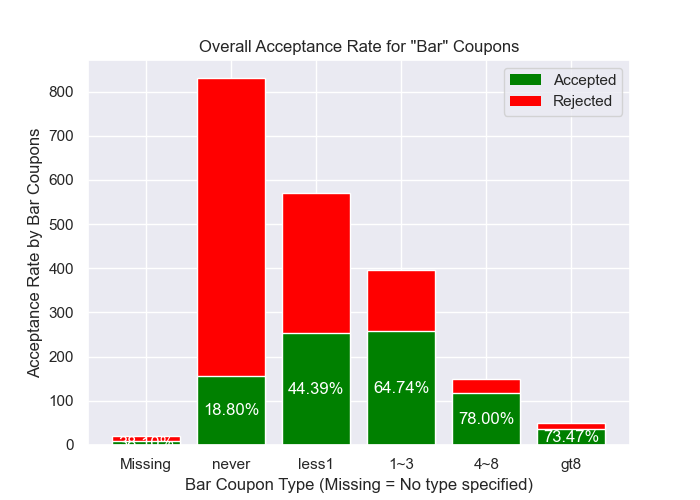 Overall Acceptance Rate for "Bar" Coupons
Accepted
Rejected
Acceptance Rate by Bar Coupons
800
700
600
500
400
300
200
100
0
18.80%
44.39%
64.74%
78.00%
73.47%
Missing
never
less1
1~3
4~8
gt8
Bar Coupon Type (Missing = No type specified)